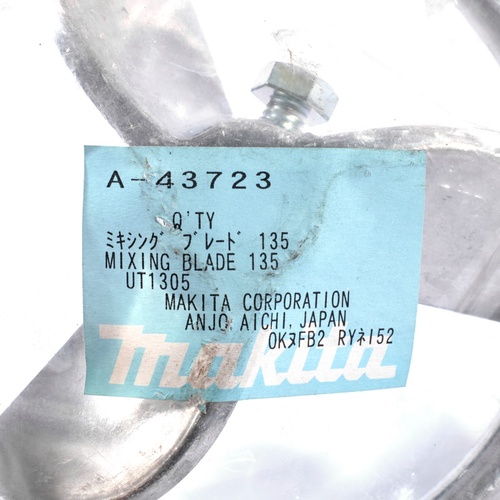 A-43723
Q'TY
ﾐｷｼﾝｸﾞ ﾌﾞﾚｰﾄﾞ 135
MIXING BLADE 135
UT1305
MAKITA CORPORATION
ANJO, AICHI, JAPAN
OKﾇFB2 RYﾈI52
makita